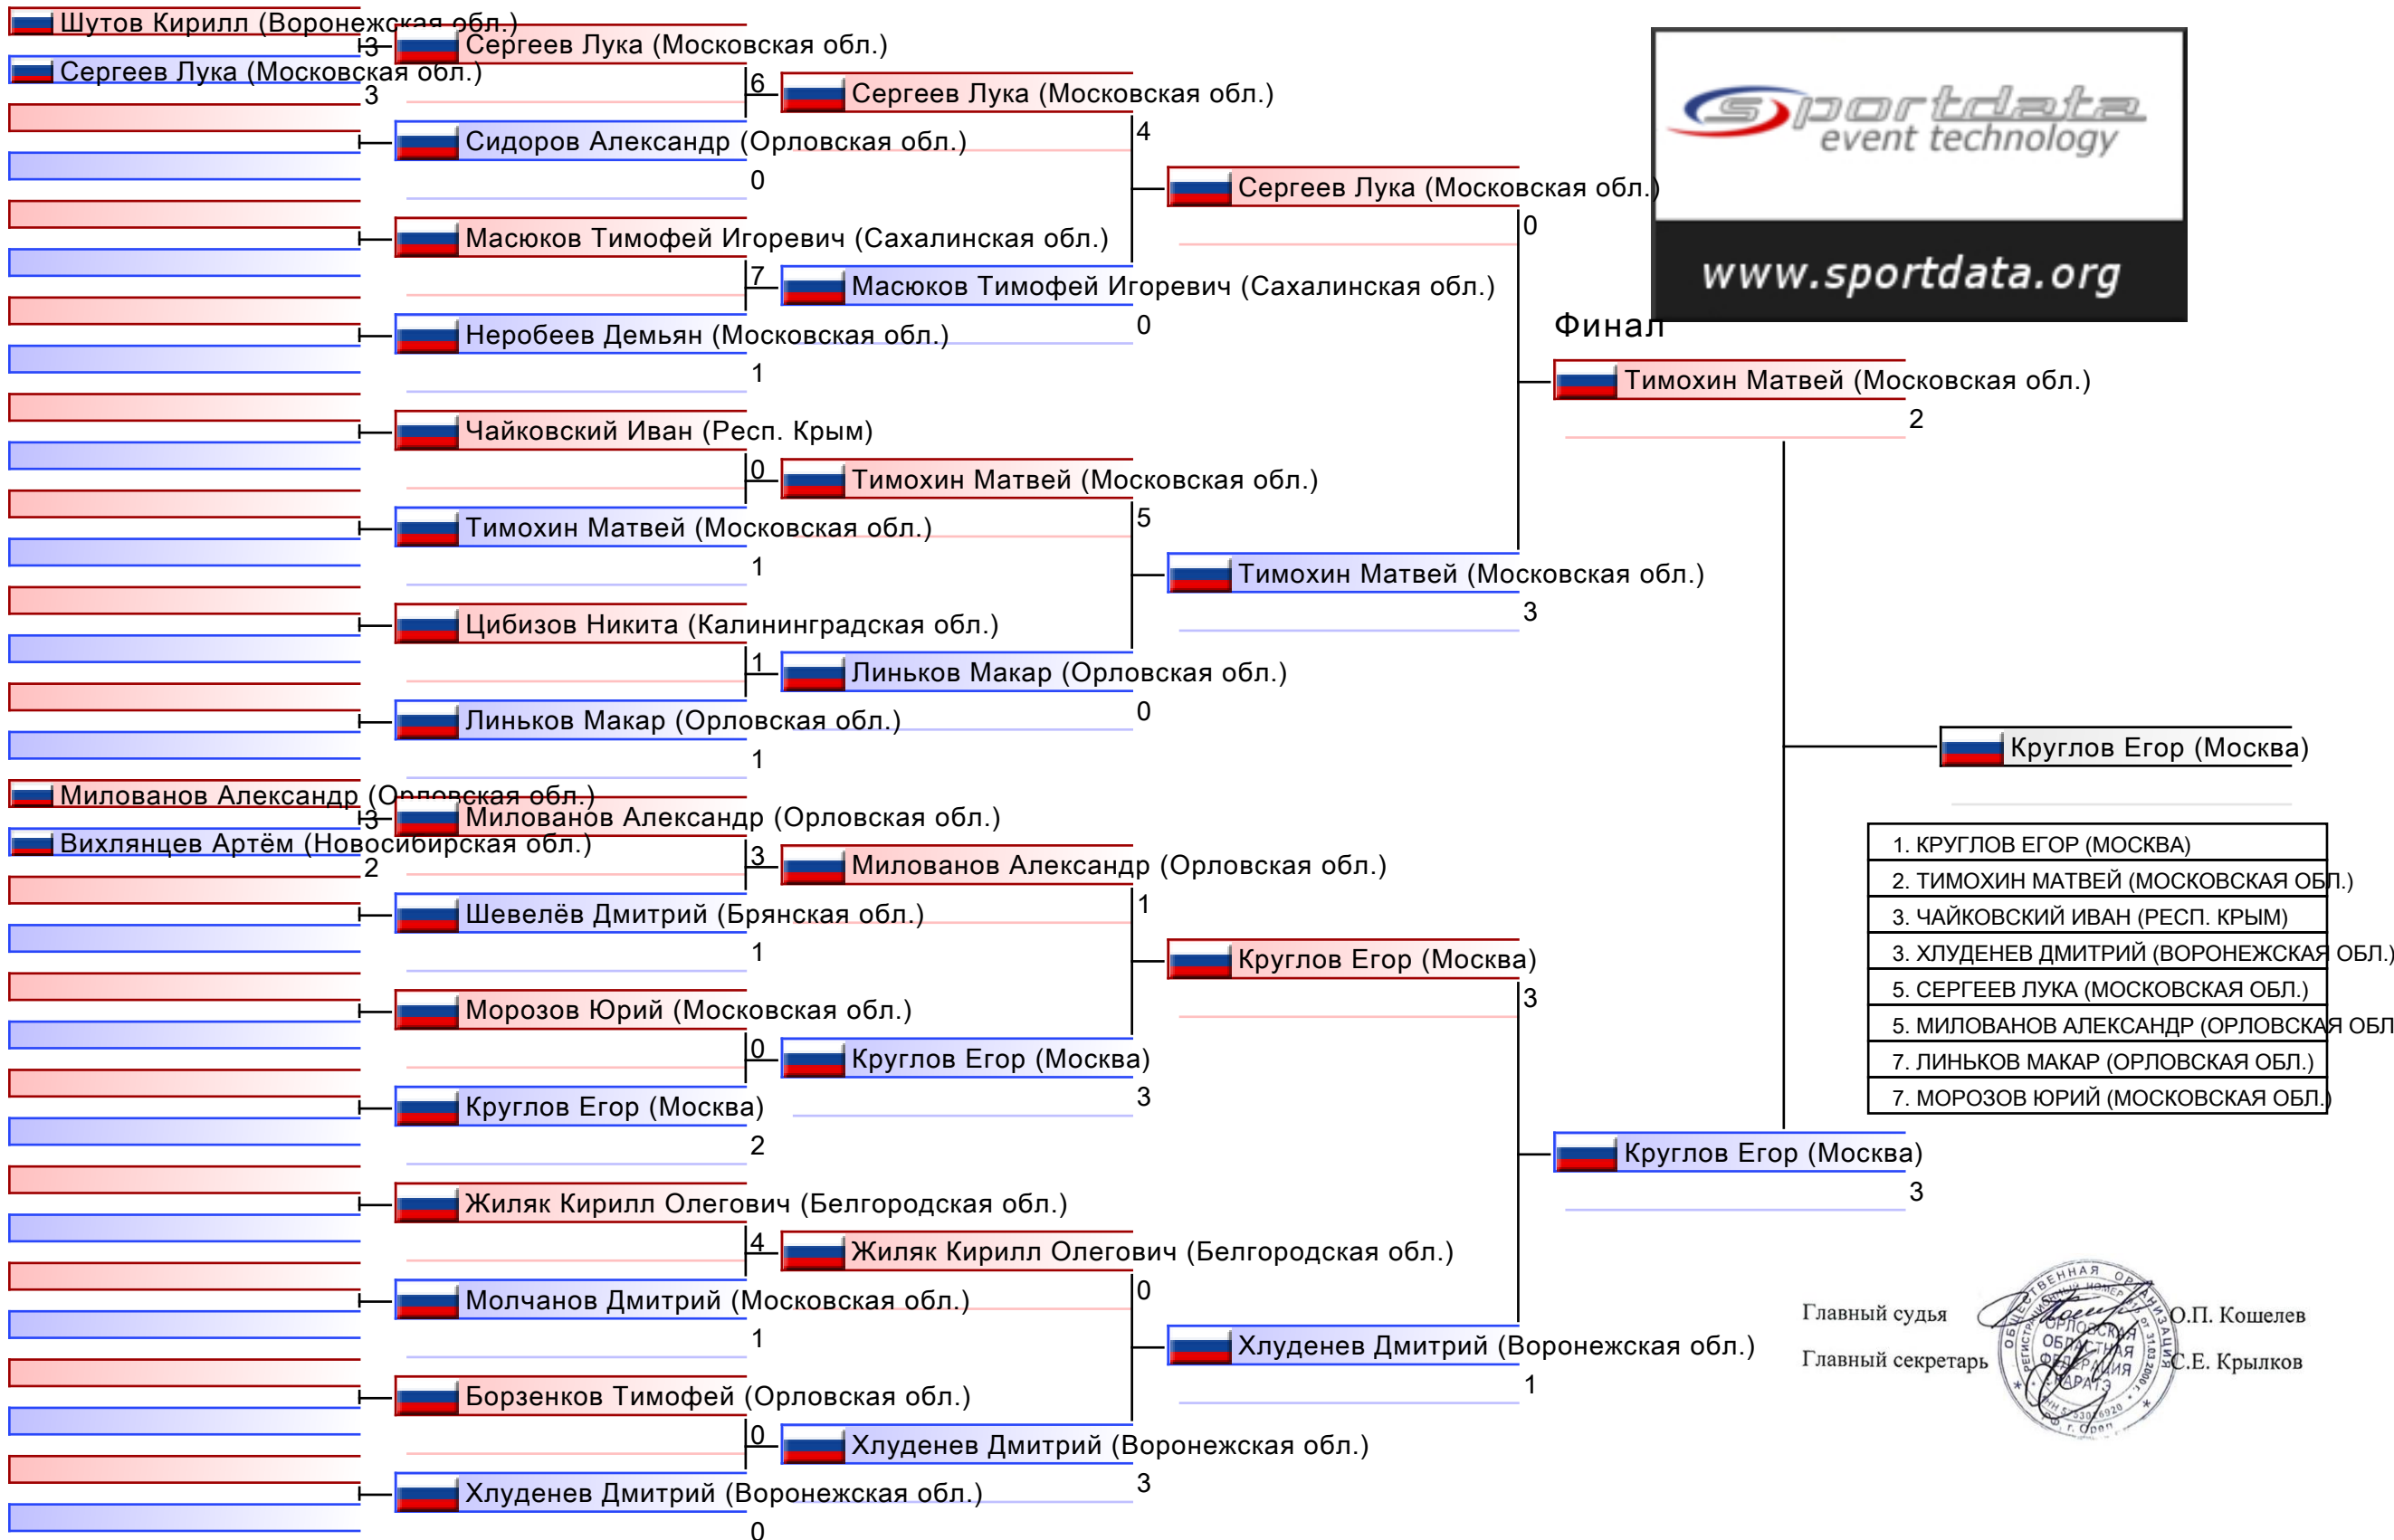 Шутов Кирилл (Воронежская обл.)
3
Сергеев Лука (Московская обл.)
3
Милованов Александр (Орловская обл.)
3
Вихлянцев Артём (Новосибирская обл.)
2
Сергеев Лука (Московская обл.)
6
Сидоров Александр (Орловская обл.)
0
Масюков Тимофей Игоревич (Сахалинская обл.)
7
Неробеев Демьян (Московская обл.)
1
Чайковский Иван (Респ. Крым)
0
Тимохин Матвей (Московская обл.)
1
Цибизов Никита (Калининградская обл.)
1
Линьков Макар (Орловская обл.)
1
Милованов Александр (Орловская обл.)
3
Шевелёв Дмитрий (Брянская обл.)
1
Морозов Юрий (Московская обл.)
0
Круглов Егор (Москва)
2
Жиляк Кирилл Олегович (Белгородская обл.)
4
Молчанов Дмитрий (Московская обл.)
1
Борзенков Тимофей (Орловская обл.)
0
Хлуденев Дмитрий (Воронежская обл.)
0
Сергеев Лука (Московская обл.)
4
Масюков Тимофей Игоревич (Сахалинская обл.)
0
Тимохин Матвей (Московская обл.)
5
Линьков Макар (Орловская обл.)
0
Милованов Александр (Орловская обл.)
1
Круглов Егор (Москва)
3
Жиляк Кирилл Олегович (Белгородская обл.)
0
Хлуденев Дмитрий (Воронежская обл.)
3
Сергеев Лука (Московская обл.)
0
Тимохин Матвей (Московская обл.)
3
Круглов Егор (Москва)
3
Хлуденев Дмитрий (Воронежская обл.)
1
Финал
Тимохин Матвей (Московская обл.)
2
Круглов Егор (Москва)
3
Круглов Егор (Москва)
sportdata
event technology
www.sportdata.org
1. КРУГЛОВ ЕГОР (МОСКВА)
2. ТИМОХИН МАТВЕЙ (МОСКОВСКАЯ ОБЛ.)
3. ЧАЙКОВСКИЙ ИВАН (РЕСП. КРЫМ)
3. ХЛУДЕНЕВ ДМИТРИЙ (ВОРОНЕЖСКАЯ ОБЛ.)
5. СЕРГЕЕВ ЛУКА (МОСКОВСКАЯ ОБЛ.)
5. МИЛОВАНОВ АЛЕКСАНДР (ОРЛОВСКАЯ ОБЛ
7. ЛИНЬКОВ МАКАР (ОРЛОВСКАЯ ОБЛ.)
7. МОРОЗОВ ЮРИЙ (МОСКОВСКАЯ ОБЛ.)
Главный судья О.П. Кошелев
Главный секретарь С.Е. Крылков
ОБЩЕСТВЕННАЯ ОРГАНИЗАЦИЯ
ОРЛОВСКАЯ
ОБЛАСТНАЯ
ФЕДЕРАЦИЯ
КАРАТЭ